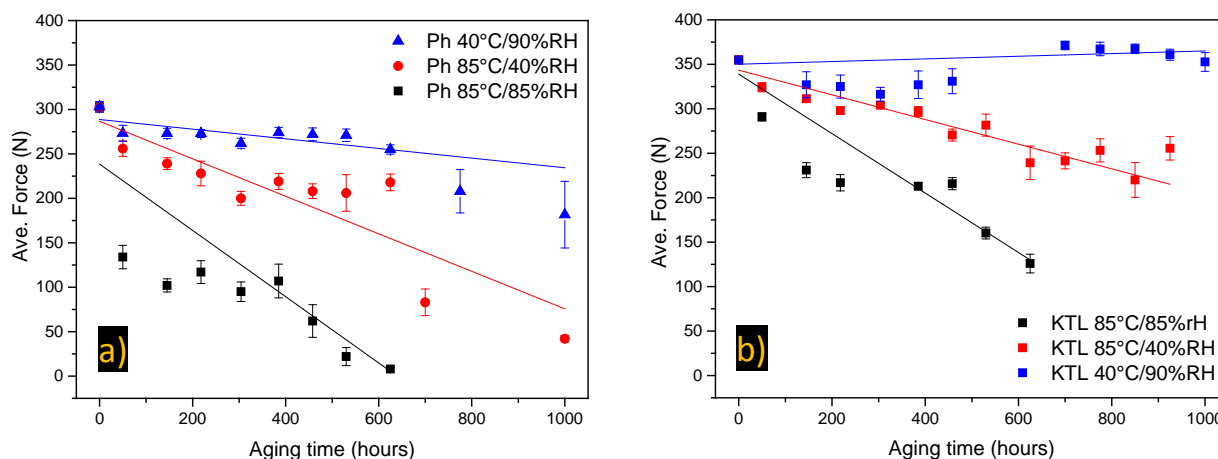 400
350
300
250
200
150
100
50
0
Ave. Force (N)
Ph 40°C/90%RH
Ph 85°C/40%RH
Ph 85°C/85%RH
a)
0 200 400 600 800 1000
Aging time (hours)
400
350
300
250
200
150
100
50
0
Ave. Force (N)
b)
KTL 85°C/85%rH
KTL 85°C/40%RH
KTL 40°C/90%RH
0 200 400 600 800 1000
Aging time (hours)